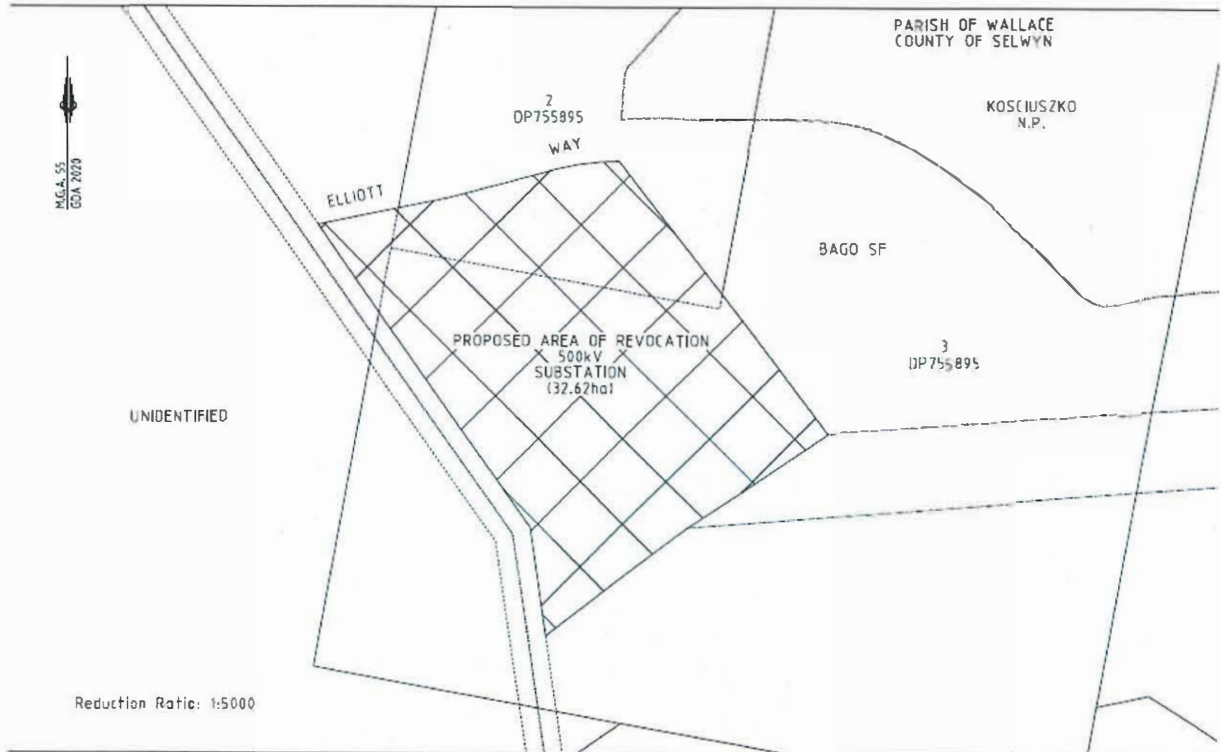 PARISH OF WALLACE
COUNTY OF SELWYN
M.G.A. 55
GDA 2020
2
DP755895
KOSCIUSZKO
N.P.
ELLIOTT WAY
BAGO SF
PROPOSED AREA OF REVOCATION
500kV
SUBSTATION
(32.62ha)
3
DP755895
UNIDENTIFIED
Reduction Ratio: 1:5000